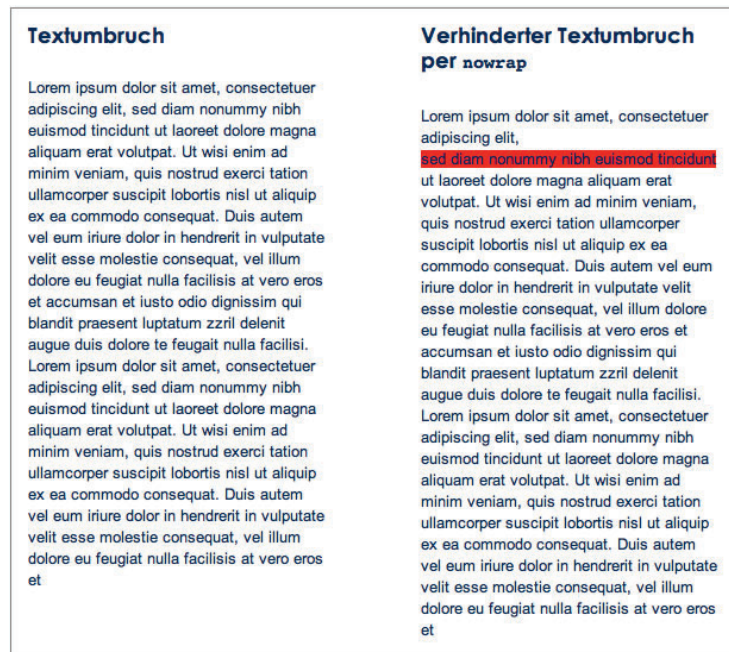 Textumbruch
Lorem ipsum dolor sit amet, consectetuer
adipiscing elit, sed diam nonummy nibh
euismod tincidunt ut laoreet dolore magna
aliquam erat volutpat. Ut wisi enim ad
minim veniam, quis nostrud exerci tation
ullamcorper suscipit lobortis nisl ut aliquip
ex ea commodo consequat. Duis autem
vel eum iriure dolor in hendrerit in vulputate
velit esse molestie consequat, vel illum
dolore eu feugiat nulla facilisis at vero eros
et accumsan et iusto odio dignissim qui
blandit praesent luptatum zzril delenit
augue duis dolore te feugait nulla facilisi.
Lorem ipsum dolor sit amet, consectetuer
adipiscing elit, sed diam nonummy nibh
euismod tincidunt ut laoreet dolore magna
aliquam erat volutpat. Ut wisi enim ad
minim veniam, quis nostrud exerci tation
ullamcorper suscipit lobortis nisl ut aliquip
ex ea commodo consequat. Duis autem
vel eum iriure dolor in hendrerit in vulputate
velit esse molestie consequat, vel illum
dolore eu feugiat nulla facilisis at vero eros
et
Verhinderter Textumbruch
per nowrap
Lorem ipsum dolor sit amet, consectetuer
adipiscing elit,
sed diam nonummy nibh euismod tincidunt
ut laoreet dolore magna aliquam erat
volutpat. Ut wisi enim ad minim veniam,
quis nostrud exerci tation ullamcorper
suscipit lobortis nisl ut aliquip ex ea
commodo consequat. Duis autem vel eum
iriure dolor in hendrerit in vulputate velit
esse molestie consequat, vel illum dolore
eu feugiat nulla facilisis at vero eros et
accumsan et iusto odio dignissim qui
blandit praesent luptatum zzril delenit
augue duis dolore te feugait nulla facilisi.
Lorem ipsum dolor sit amet, consectetuer
adipiscing elit, sed diam nonummy nibh
euismod tincidunt ut laoreet dolore magna
aliquam erat volutpat. Ut wisi enim ad
minim veniam, quis nostrud exerci tation
ullamcorper suscipit lobortis nisl ut aliquip
ex ea commodo consequat. Duis autem
vel eum iriure dolor in hendrerit in vulputate
velit esse molestie consequat, vel illum
dolore eu feugiat nulla facilisis at vero eros
et